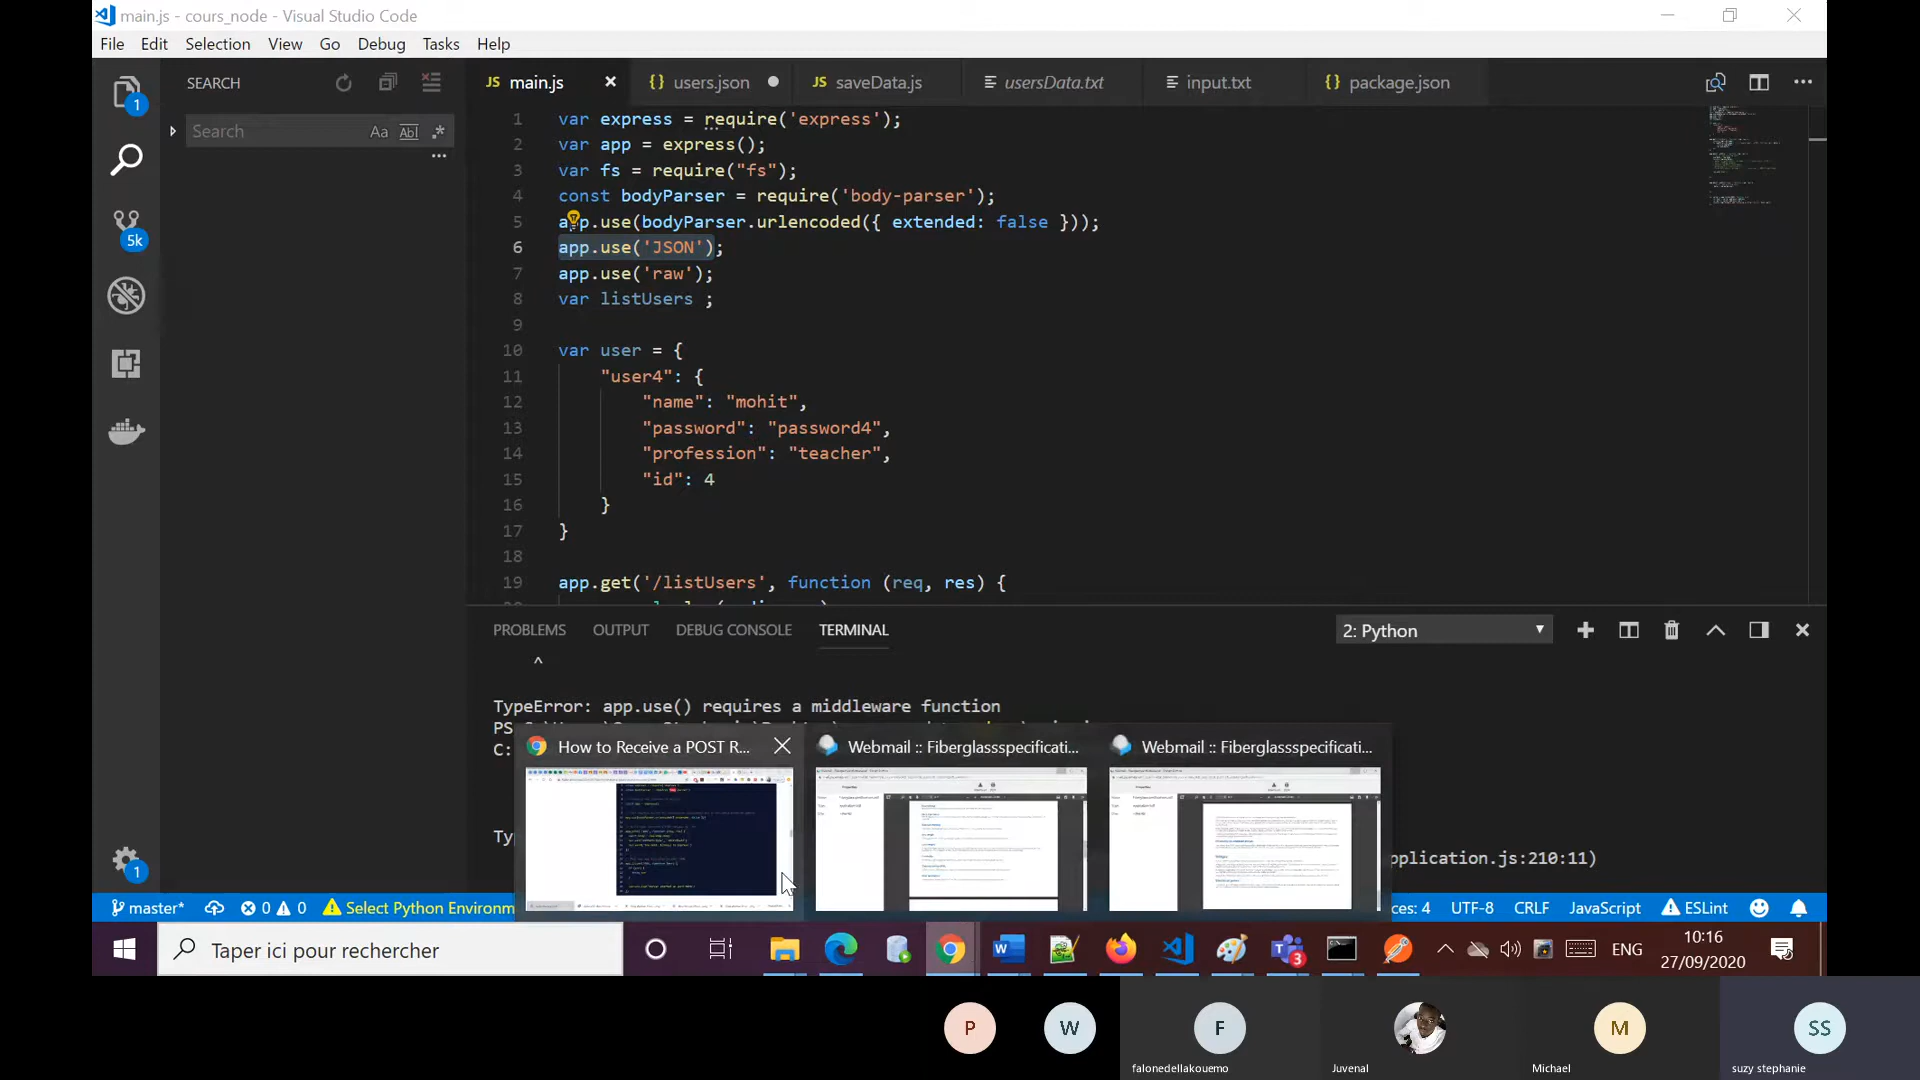 main.js - cours_node - Visual Studio Code
File Edit Selection View Go Debug Tasks Help
SEARCH
Search
Aa Abl .*
1
5k
1
JS main.js
{} users.json
JS saveData.js
usersData.txt
input.txt
{} package.json
1 var express = require('express');
2 var app = express();
3 var fs = require("fs");
4 const bodyParser = require('body-parser');
5 app.use(bodyParser.urlencoded({ extended: false }));
6 app.use('JSON');
7 app.use('raw');
8 var listUsers ;
9
10 var user = {
11 "user4": {
12 "name": "mohit",
13 "password": "password4",
14 "profession": "teacher",
15 "id": 4
16 }
17 }
18
19 app.get('/listUsers', function (req, res) {
PROBLEMS OUTPUT DEBUG CONSOLE TERMINAL
2: Python
^
TypeError: app.use() requires a middleware function
PS
C:
Ty
pplication.js:210:11)
How to Receive a POST R...
Webmail :: Fiberglassspecificati...
Webmail :: Fiberglassspecificati...
master* 0 0 Select Python Environm
ces: 4 UTF-8 CRLF JavaScript ESLint
Taper ici pour rechercher
3
ENG
10:16
27/09/2020
P
W
F
M
SS
falonedellakouemo
Juvenal
Michael
suzy stephanie